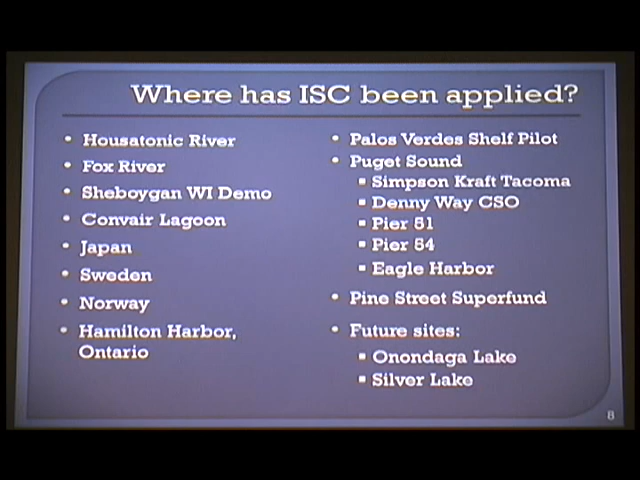 Where has ISC been applied?
• Housatonic River
• Fox River
• Sheboygan WI Demo
• Convair Lagoon
• Japan
• Sweden
• Norway
• Hamilton Harbor,
Ontario
• Palos Verdes Shelf Pilot
• Puget Sound
▪ Simpson Kraft Tacoma
▪ Denny Way CSO
▪ Pier 51
▪ Pier 54
▪ Eagle Harbor
• Pine Street Superfund
• Future sites:
▪ Onondaga Lake
▪ Silver Lake
8